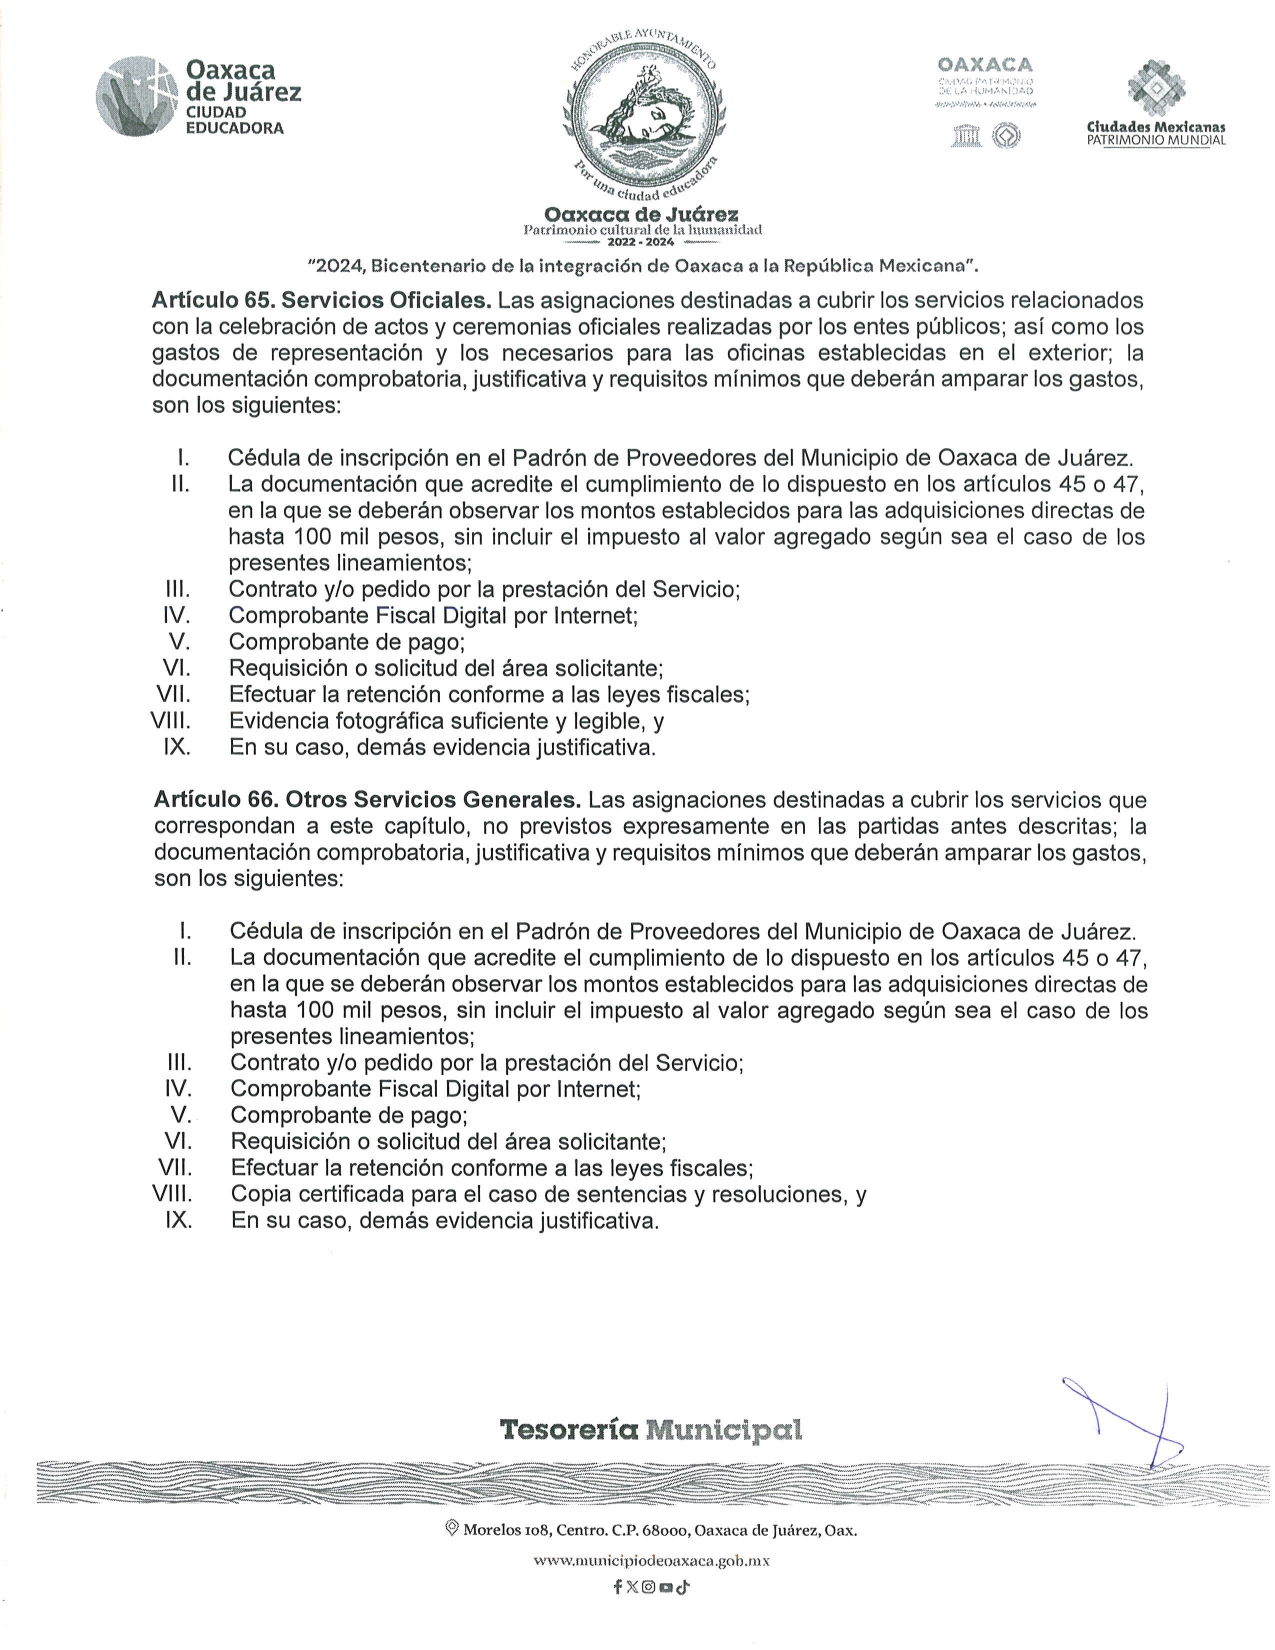 Oaxaca
de Juárez
CIUDAD
EDUCADORA
HONORABLE AYUNTAMIENTO
Por una ciudad educadora
Oaxaca de Juárez
Patrimonio cultural de la humanidad
2022 - 2024
OAXACA
CIUDAD PATRIMONIO
DE LA HUMANIDAD
Ciudades Mexicanas
PATRIMONIO MUNDIAL
"2024, Bicentenario de la integración de Oaxaca a la República Mexicana".
Artículo 65. Servicios Oficiales. Las asignaciones destinadas a cubrir los servicios relacionados
con la celebración de actos y ceremonias oficiales realizadas por los entes públicos; así como los
gastos de representación y los necesarios para las oficinas establecidas en el exterior; la
documentación comprobatoria, justificativa y requisitos mínimos que deberán amparar los gastos,
son los siguientes:
I. Cédula de inscripción en el Padrón de Proveedores del Municipio de Oaxaca de Juárez.
II. La documentación que acredite el cumplimiento de lo dispuesto en los artículos 45 o 47,
en la que se deberán observar los montos establecidos para las adquisiciones directas de
hasta 100 mil pesos, sin incluir el impuesto al valor agregado según sea el caso de los
presentes lineamientos;
III. Contrato y/o pedido por la prestación del Servicio;
IV. Comprobante Fiscal Digital por Internet;
V. Comprobante de pago;
VI. Requisición o solicitud del área solicitante;
VII. Efectuar la retención conforme a las leyes fiscales;
VIII. Evidencia fotográfica suficiente y legible, y
IX. En su caso, demás evidencia justificativa.
Artículo 66. Otros Servicios Generales. Las asignaciones destinadas a cubrir los servicios que
correspondan a este capítulo, no previstos expresamente en las partidas antes descritas; la
documentación comprobatoria, justificativa y requisitos mínimos que deberán amparar los gastos,
son los siguientes:
I. Cédula de inscripción en el Padrón de Proveedores del Municipio de Oaxaca de Juárez.
II. La documentación que acredite el cumplimiento de lo dispuesto en los artículos 45 o 47,
en la que se deberán observar los montos establecidos para las adquisiciones directas de
hasta 100 mil pesos, sin incluir el impuesto al valor agregado según sea el caso de los
presentes lineamientos;
III. Contrato y/o pedido por la prestación del Servicio;
IV. Comprobante Fiscal Digital por Internet;
V. Comprobante de pago;
VI. Requisición o solicitud del área solicitante;
VII. Efectuar la retención conforme a las leyes fiscales;
VIII. Copia certificada para el caso de sentencias y resoluciones, y
IX. En su caso, demás evidencia justificativa.
Tesorería Municipal
Morelos 108, Centro. C.P. 68000, Oaxaca de Juárez, Oax.
www.municipiodeoaxaca.gob.mx